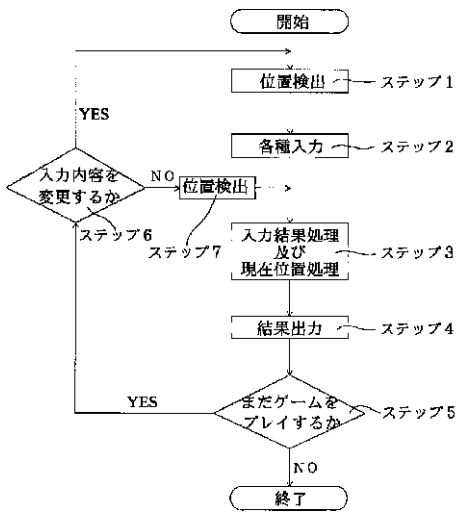 開始
位置検出
ステップ1
YES
各種入力
ステップ2
入力内容を
変更するか
NO
位置検出
ステップ6
ステップ7
入力結果処理
及び
現在位置処理
ステップ3
結果出力
ステップ4
YES
まだゲームを
プレイするか
ステップ5
NO
終了